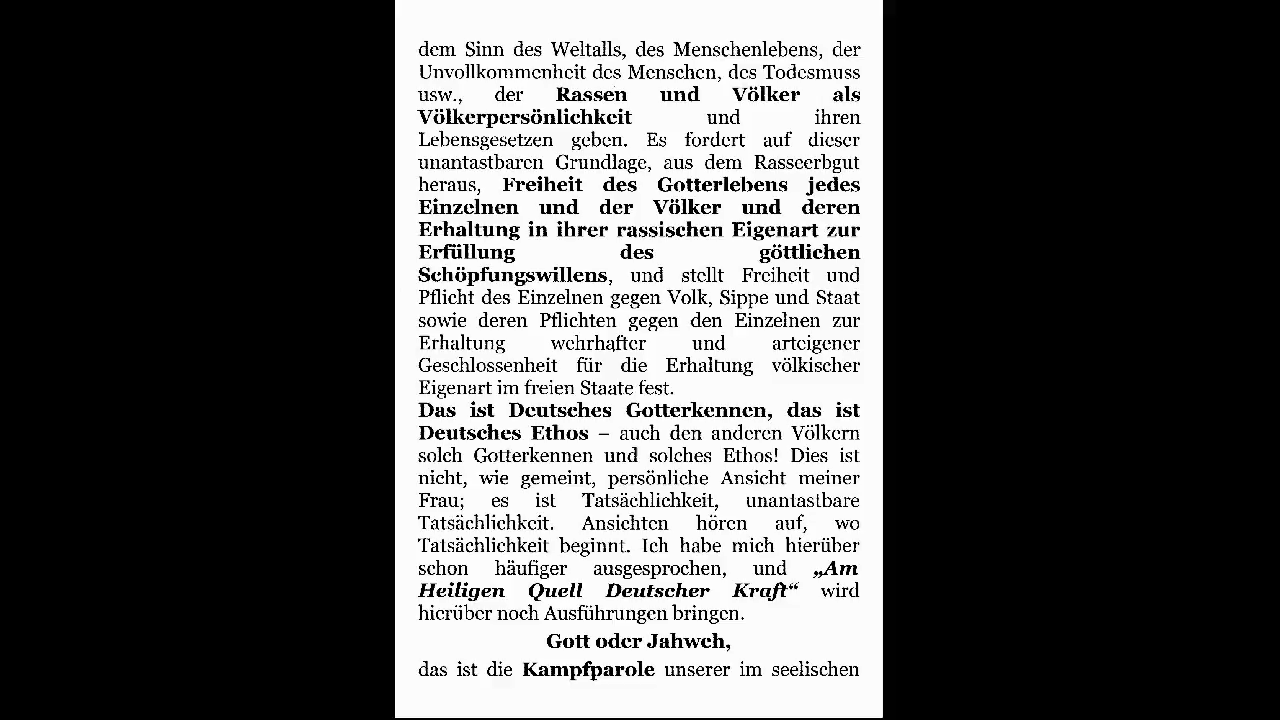 dem Sinn des Weltalls, des Menschenlebens, der
Unvollkommenheit des Menschen, des Todesmuss
usw., der Rassen und Völker als
Völkerpersönlichkeit und ihren
Lebensgesetzen geben. Es fordert auf dieser
unantastbaren Grundlage, aus dem Rasseerbgut
heraus, Freiheit des Gotterlebens jedes
Einzelnen und der Völker und deren
Erhaltung in ihrer rassischen Eigenart zur
Erfüllung des göttlichen
Schöpfungswillens, und stellt Freiheit und
Pflicht des Einzelnen gegen Volk, Sippe und Staat
sowie deren Pflichten gegen den Einzelnen zur
Erhaltung wehrhafter und arteigener
Geschlossenheit für die Erhaltung völkischer
Eigenart im freien Staate fest.
Das ist Deutsches Gotterkennen, das ist
Deutsches Ethos – auch den anderen Völkern
solch Gotterkennen und solches Ethos! Dies ist
nicht, wie gemeint, persönliche Ansicht meiner
Frau; es ist Tatsächlichkeit, unantastbare
Tatsächlichkeit. Ansichten hören auf, wo
Tatsächlichkeit beginnt. Ich habe mich hierüber
schon häufiger ausgesprochen, und „Am
Heiligen Quell Deutscher Kraft“ wird
hierüber noch Ausführungen bringen.
Gott oder Jahweh,
das ist die Kampfparole unserer im seelischen